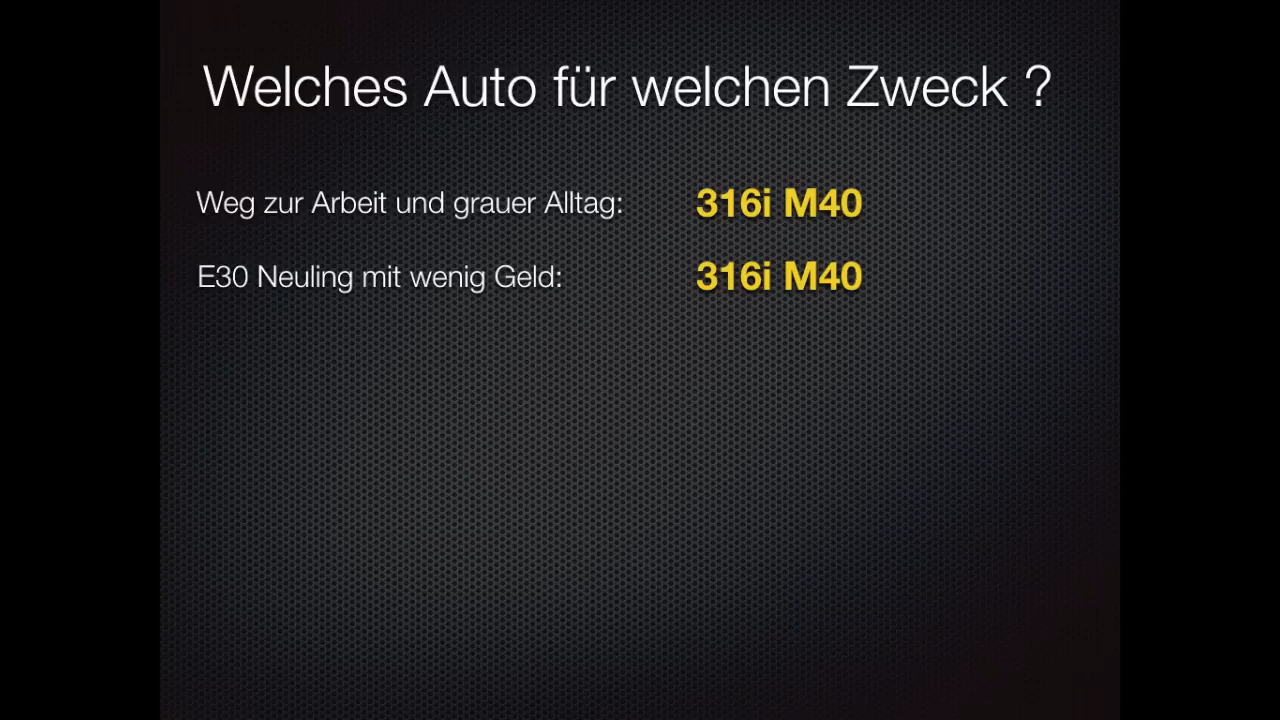 Welches Auto für welchen Zweck ?
Weg zur Arbeit und grauer Alltag: 316i M40
E30 Neuling mit wenig Geld: 316i M40